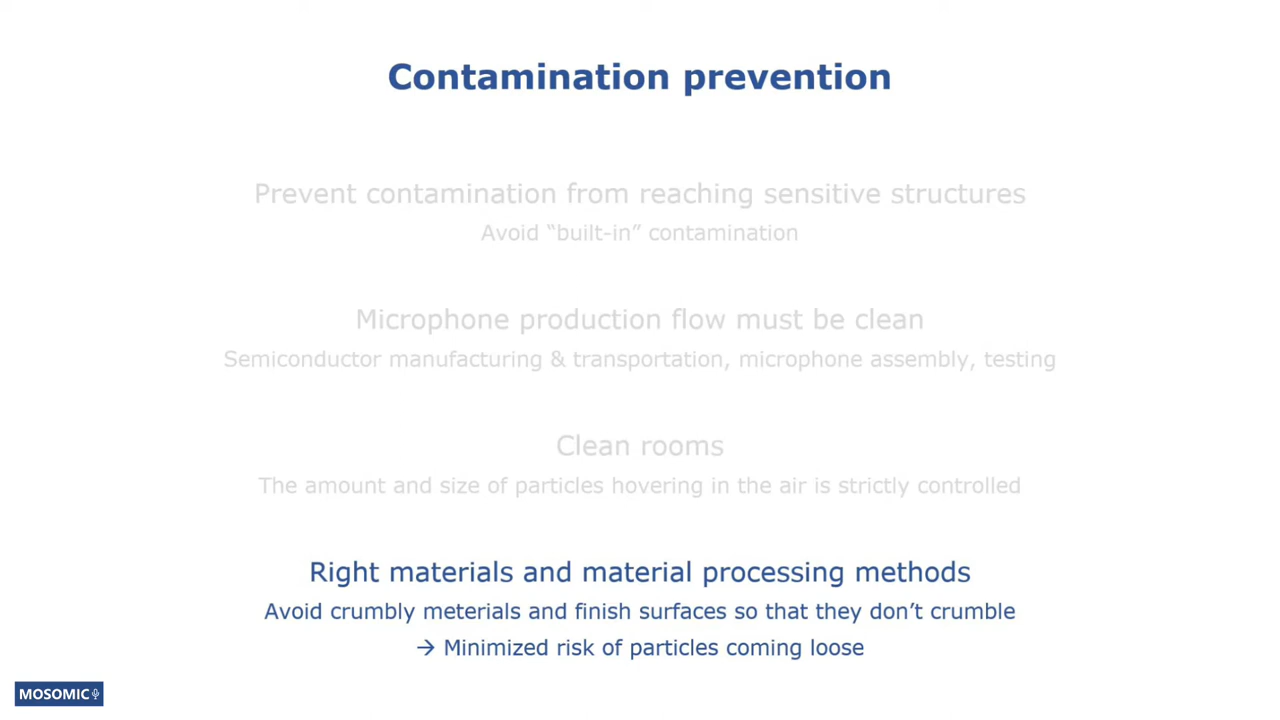 Contamination prevention
Prevent contamination from reaching sensitive structures
Avoid “built-in” contamination
Microphone production flow must be clean
Semiconductor manufacturing & transportation, microphone assembly, testing
Clean rooms
The amount and size of particles hovering in the air is strictly controlled
Right materials and material processing methods
Avoid crumbly meterials and finish surfaces so that they don’t crumble
→ Minimized risk of particles coming loose
MOSOMIC